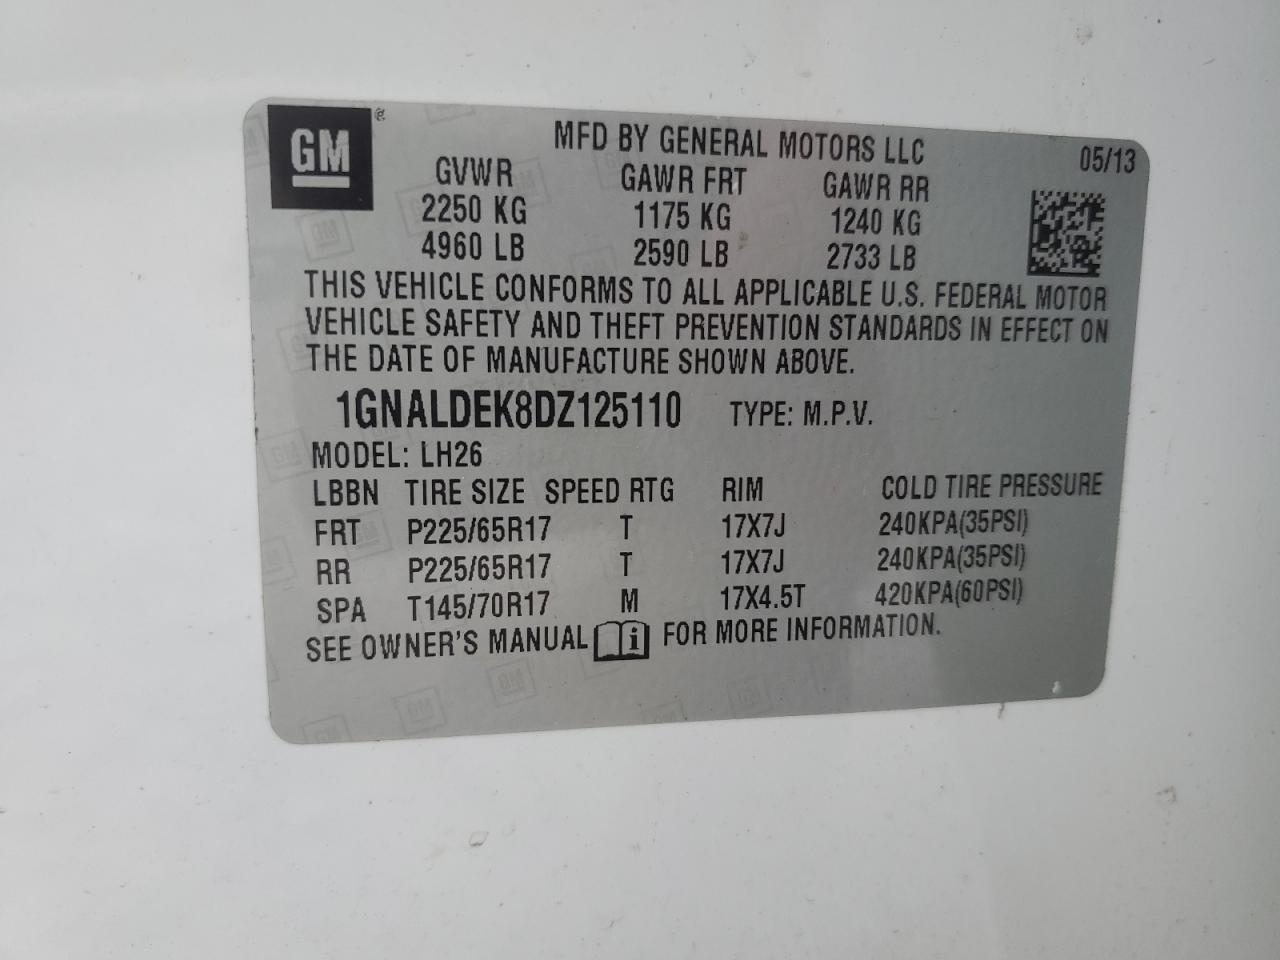 GM
MFD BY GENERAL MOTORS LLC 05/13
GVWR GAWR FRT GAWR RR
2250 KG 1175 KG 1240 KG
4960 LB 2590 LB 2733 LB
THIS VEHICLE CONFORMS TO ALL APPLICABLE U.S. FEDERAL MOTOR
VEHICLE SAFETY AND THEFT PREVENTION STANDARDS IN EFFECT ON
THE DATE OF MANUFACTURE SHOWN ABOVE.
1GNALDEK8DZ125110 TYPE: M.P.V.
MODEL: LH26
LBBN TIRE SIZE SPEED RTG RIM COLD TIRE PRESSURE
FRT P225/65R17 T 17X7J 240KPA(35PSI)
RR P225/65R17 T 17X7J 240KPA(35PSI)
SPA T145/70R17 M 17X4.5T 420KPA(60PSI)
SEE OWNER'S MANUAL i FOR MORE INFORMATION.